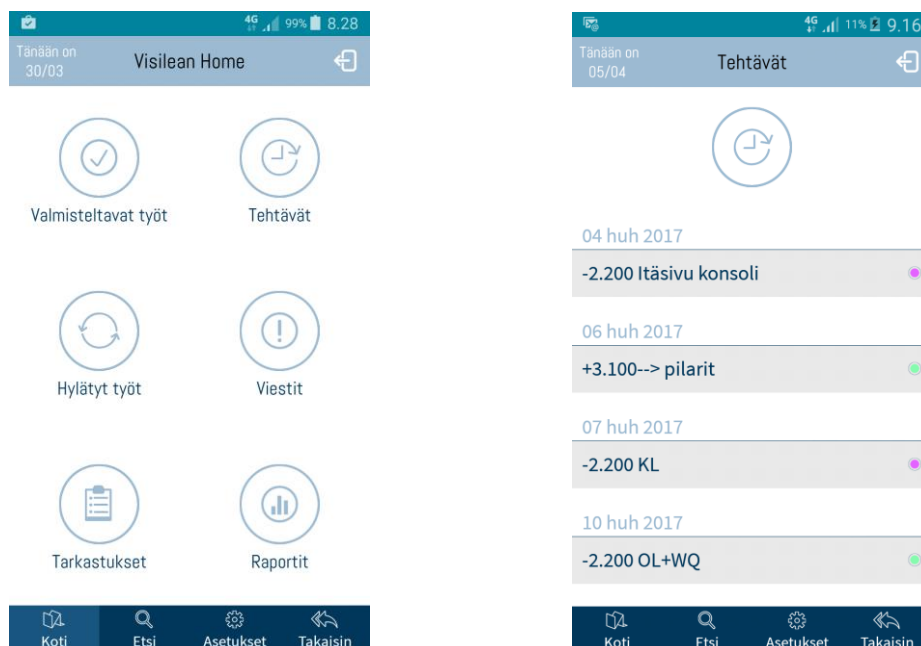 4G 99% 8.28
Tänään on
30/03
Visilean Home
Valmisteltavat työt
Tehtävät
Hylätyt työt
Viestit
Tarkastukset
Raportit
Koti Etsi Asetukset Takaisin
4G 11% 9.16
Tänään on
05/04
Tehtävät
04 huh 2017
-2.200 Itäsivu konsoli
06 huh 2017
+3.100--> pilarit
07 huh 2017
-2.200 KL
10 huh 2017
-2.200 OL+WQ
Koti Etsi Asetukset Takaisin